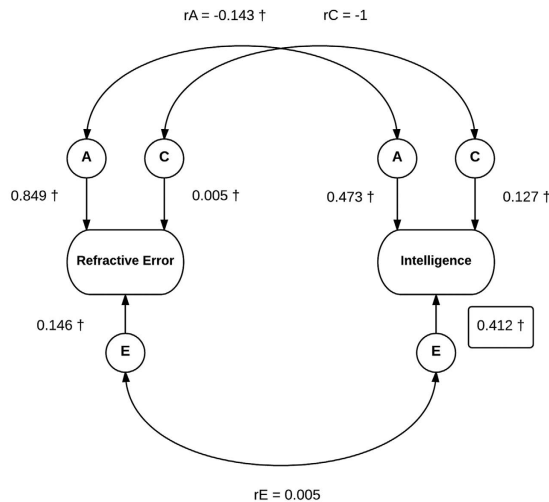 rA = -0.143 † rC = -1
A C A C
0.849 † 0.005 † 0.473 † 0.127 †
Refractive Error Intelligence
0.146 † 0.412 †
E E
rE = 0.005